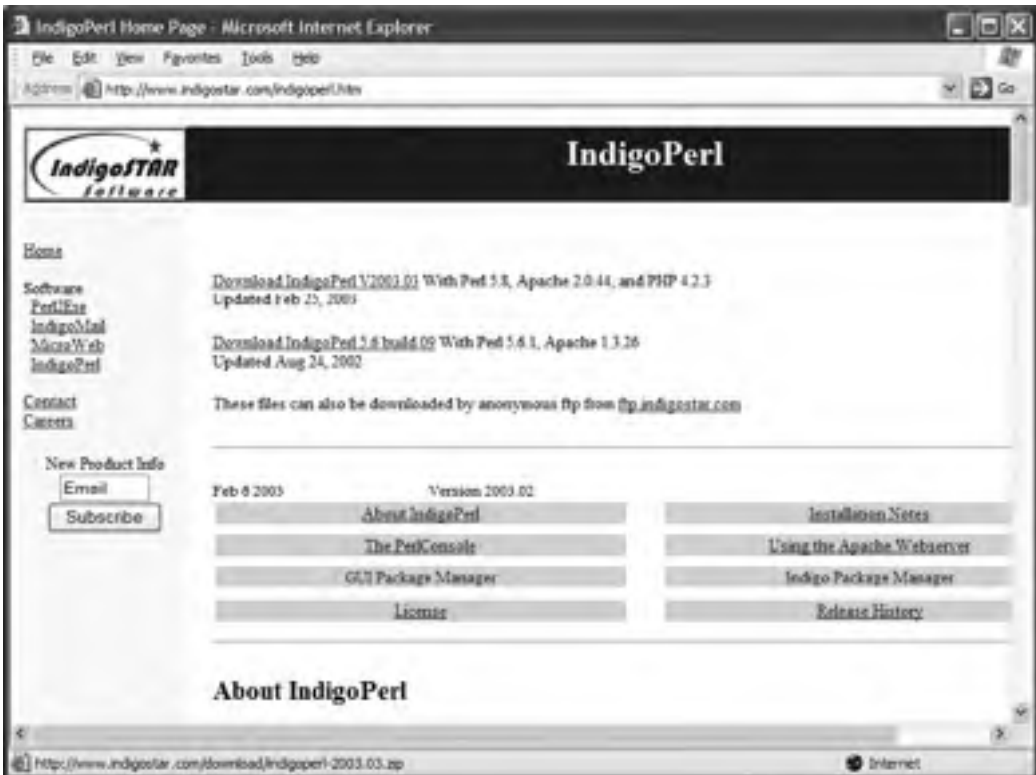 IndigoPerl Home Page - Microsoft Internet Explorer
File Edit View Favorites Tools Help
Address http://www.indigostar.com/indigoperl.htm Go
IndigoSTAR
Software
IndigoPerl
Home
Software
Perl2Exe
IndigoMail
MicroWeb
IndigoPerl
Contact
Careers
New Product Info
Email
Subscribe
Download IndigoPerl V2003.03 With Perl 5.8, Apache 2.0.44, and PHP 4.2.3
Updated Feb 25, 2003
Download IndigoPerl 5.6 build 09 With Perl 5.6.1, Apache 1.3.26
Updated Aug 24, 2002
These files can also be downloaded by anonymous ftp from ftp.indigostar.com
Feb 8 2003 Version 2003.02
About IndigoPerl Installation Notes
The PerlConsole Using the Apache Webserver
GUI Package Manager Indigo Package Manager
License Release History
About IndigoPerl
http://www.indigostar.com/download/indigoperl-2003.03.zip Internet